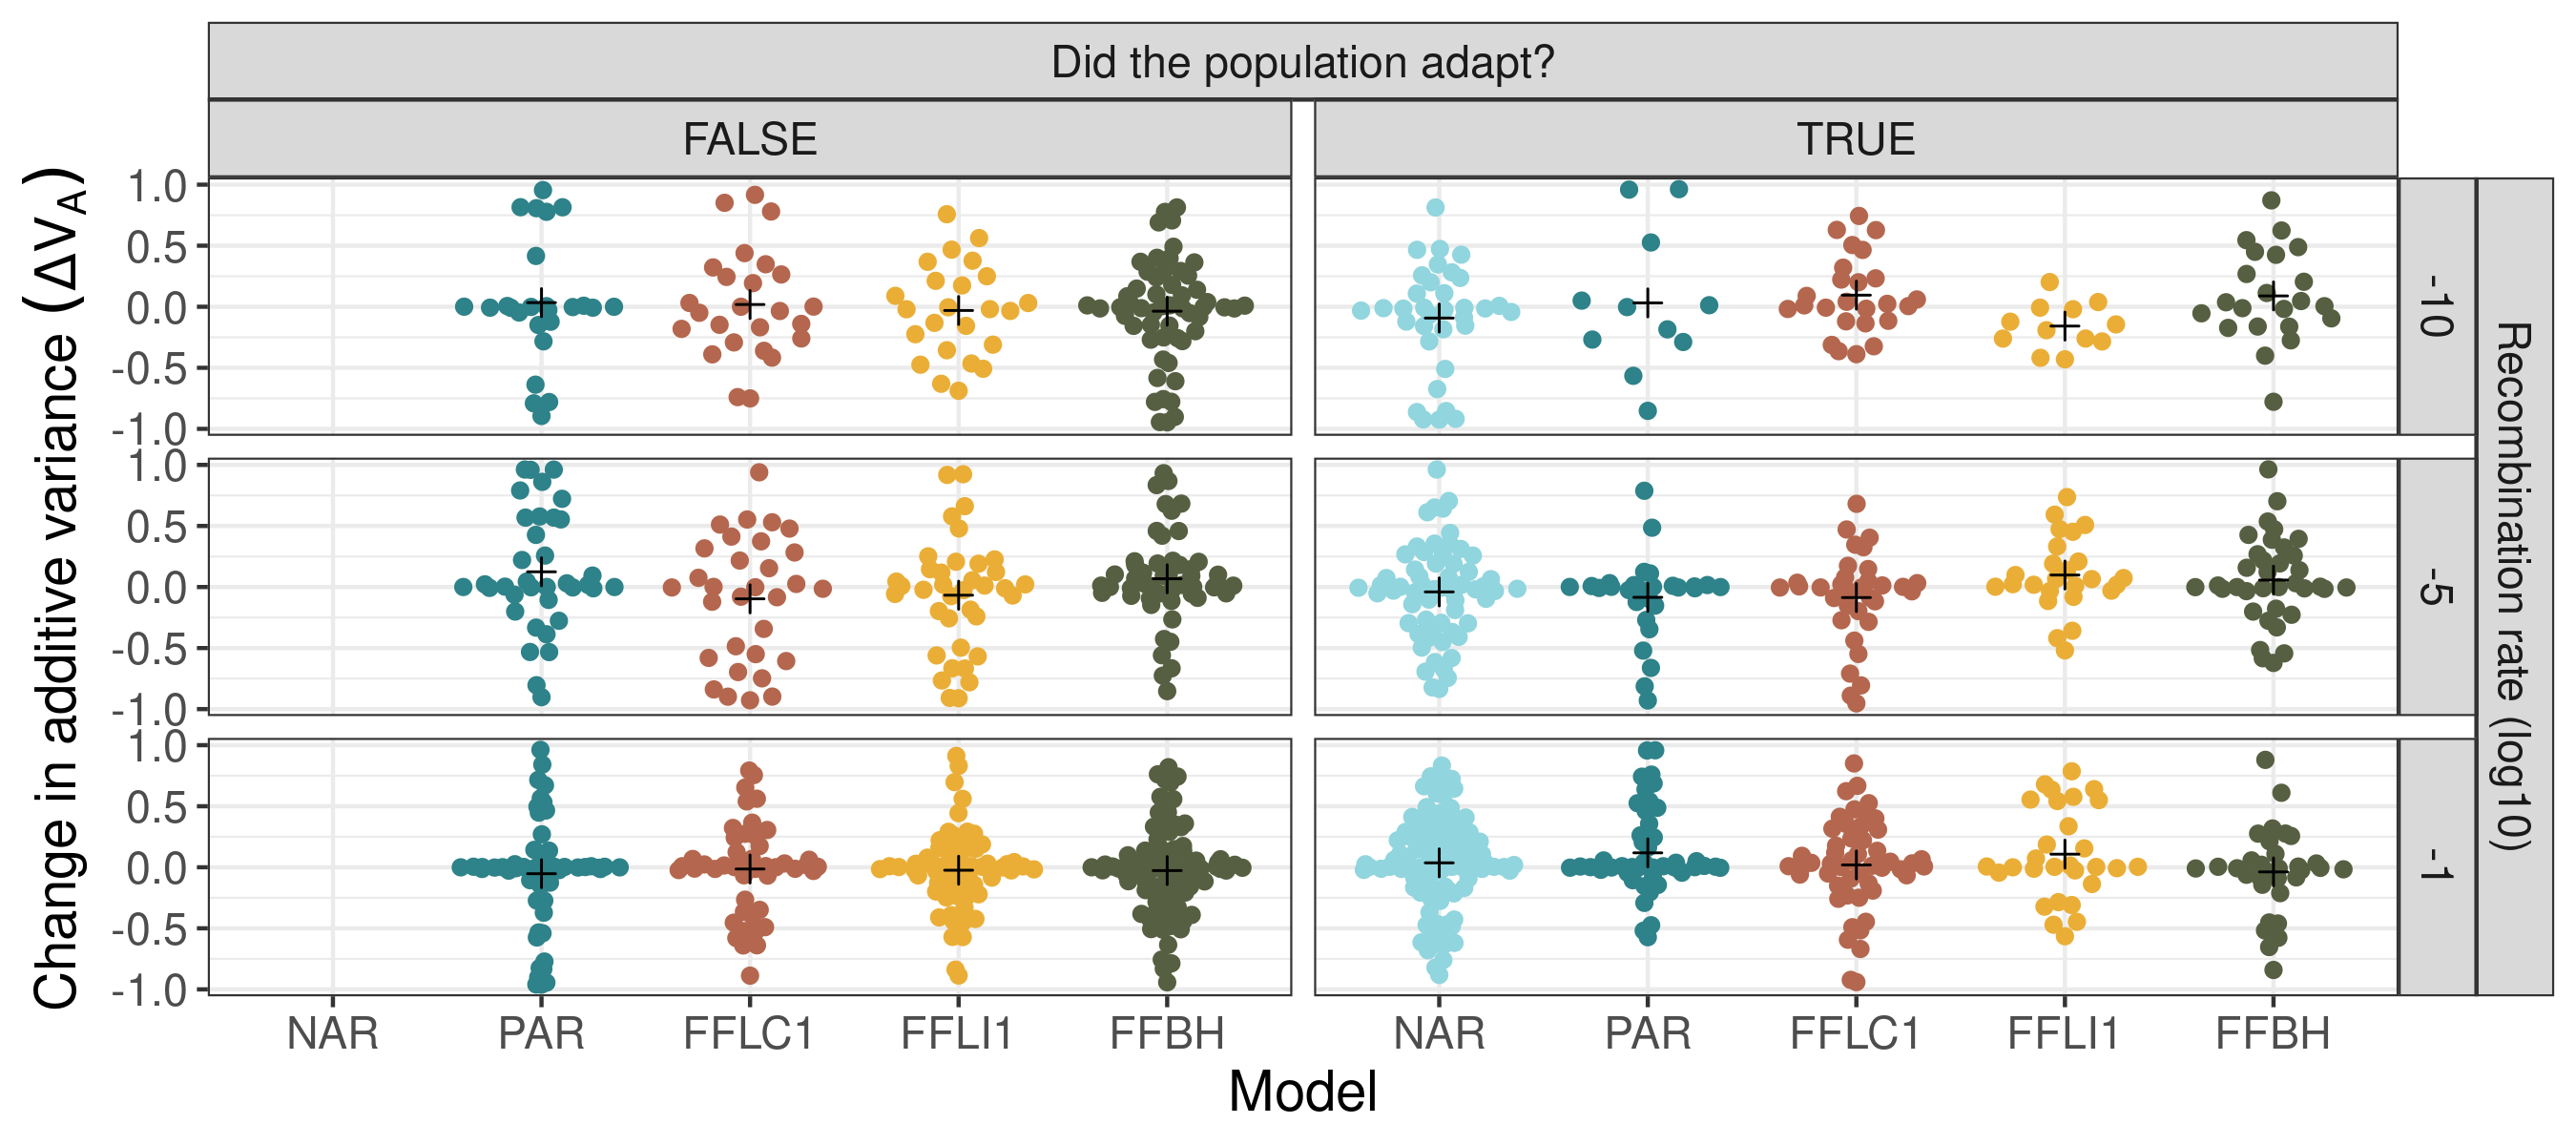 Did the population adapt?
FALSE
TRUE
Change in additive variance (ΔVA)
1.0
0.5
0.0
-0.5
-1.0
-10
1.0
0.5
0.0
-0.5
-1.0
-5
1.0
0.5
0.0
-0.5
-1.0
-1
Recombination rate (log10)
NAR PAR FFLC1 FFLI1 FFBH NAR PAR FFLC1 FFLI1 FFBH
Model